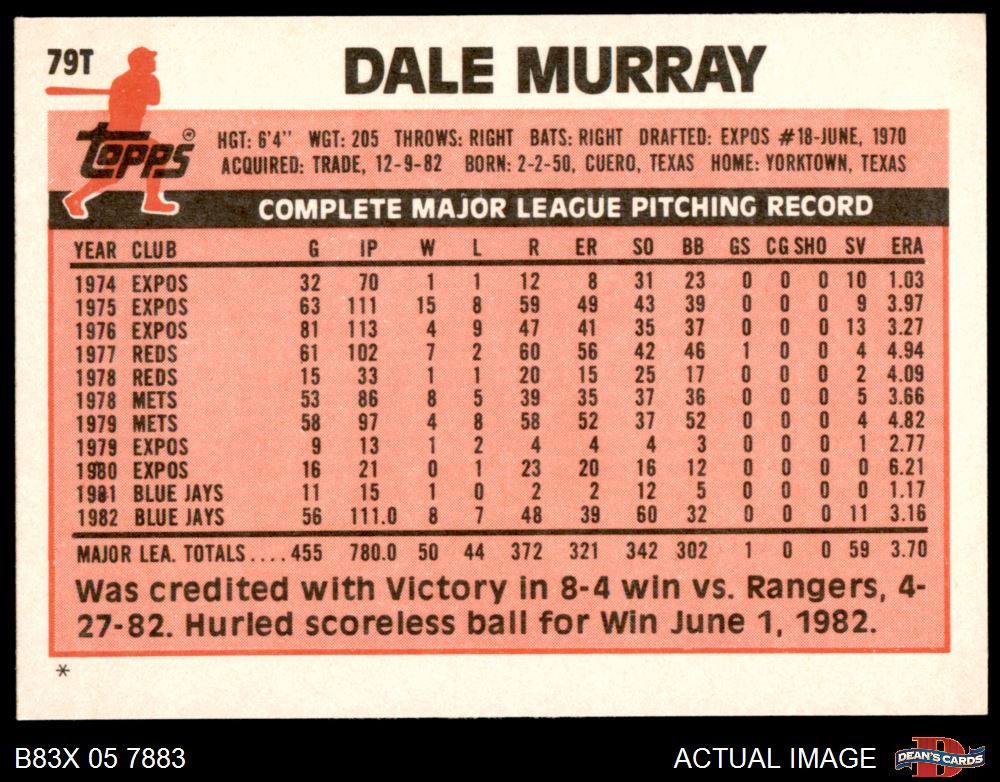 79T
DALE MURRAY
Topps ®
HGT: 6'4" WGT: 205 THROWS: RIGHT BATS: RIGHT DRAFTED: EXPOS #18-JUNE, 1970
ACQUIRED: TRADE, 12-9-82 BORN: 2-2-50, CUERO, TEXAS HOME: YORKTOWN, TEXAS
COMPLETE MAJOR LEAGUE PITCHING RECORD
YEAR CLUB G IP W L R ER SO BB GS CG SHO SV ERA
1974 EXPOS 32 70 1 1 12 8 31 23 0 0 0 10 1.03
1975 EXPOS 63 111 15 8 59 49 43 39 0 0 0 9 3.97
1976 EXPOS 81 113 4 9 47 41 35 37 0 0 0 13 3.27
1977 REDS 61 102 7 2 60 56 42 46 1 0 0 4 4.94
1978 REDS 15 33 1 1 20 15 25 17 0 0 0 2 4.09
1978 METS 53 86 8 5 39 35 37 36 0 0 0 5 3.66
1979 METS 58 97 4 8 58 52 37 52 0 0 0 4 4.82
1979 EXPOS 9 13 1 2 4 4 4 3 0 0 0 1 2.77
1980 EXPOS 16 21 0 1 23 20 16 12 0 0 0 0 6.21
1981 BLUE JAYS 11 15 1 0 2 2 12 5 0 0 0 0 1.17
1982 BLUE JAYS 56 111.0 8 7 48 39 60 32 0 0 0 11 3.16
MAJOR LEA. TOTALS .... 455 780.0 50 44 372 321 342 302 1 0 0 59 3.70
Was credited with Victory in 8-4 win vs. Rangers, 4-
27-82. Hurled scoreless ball for Win June 1, 1982.
*
B83X 05 7883 ACTUAL IMAGE D DEAN'S CARDS